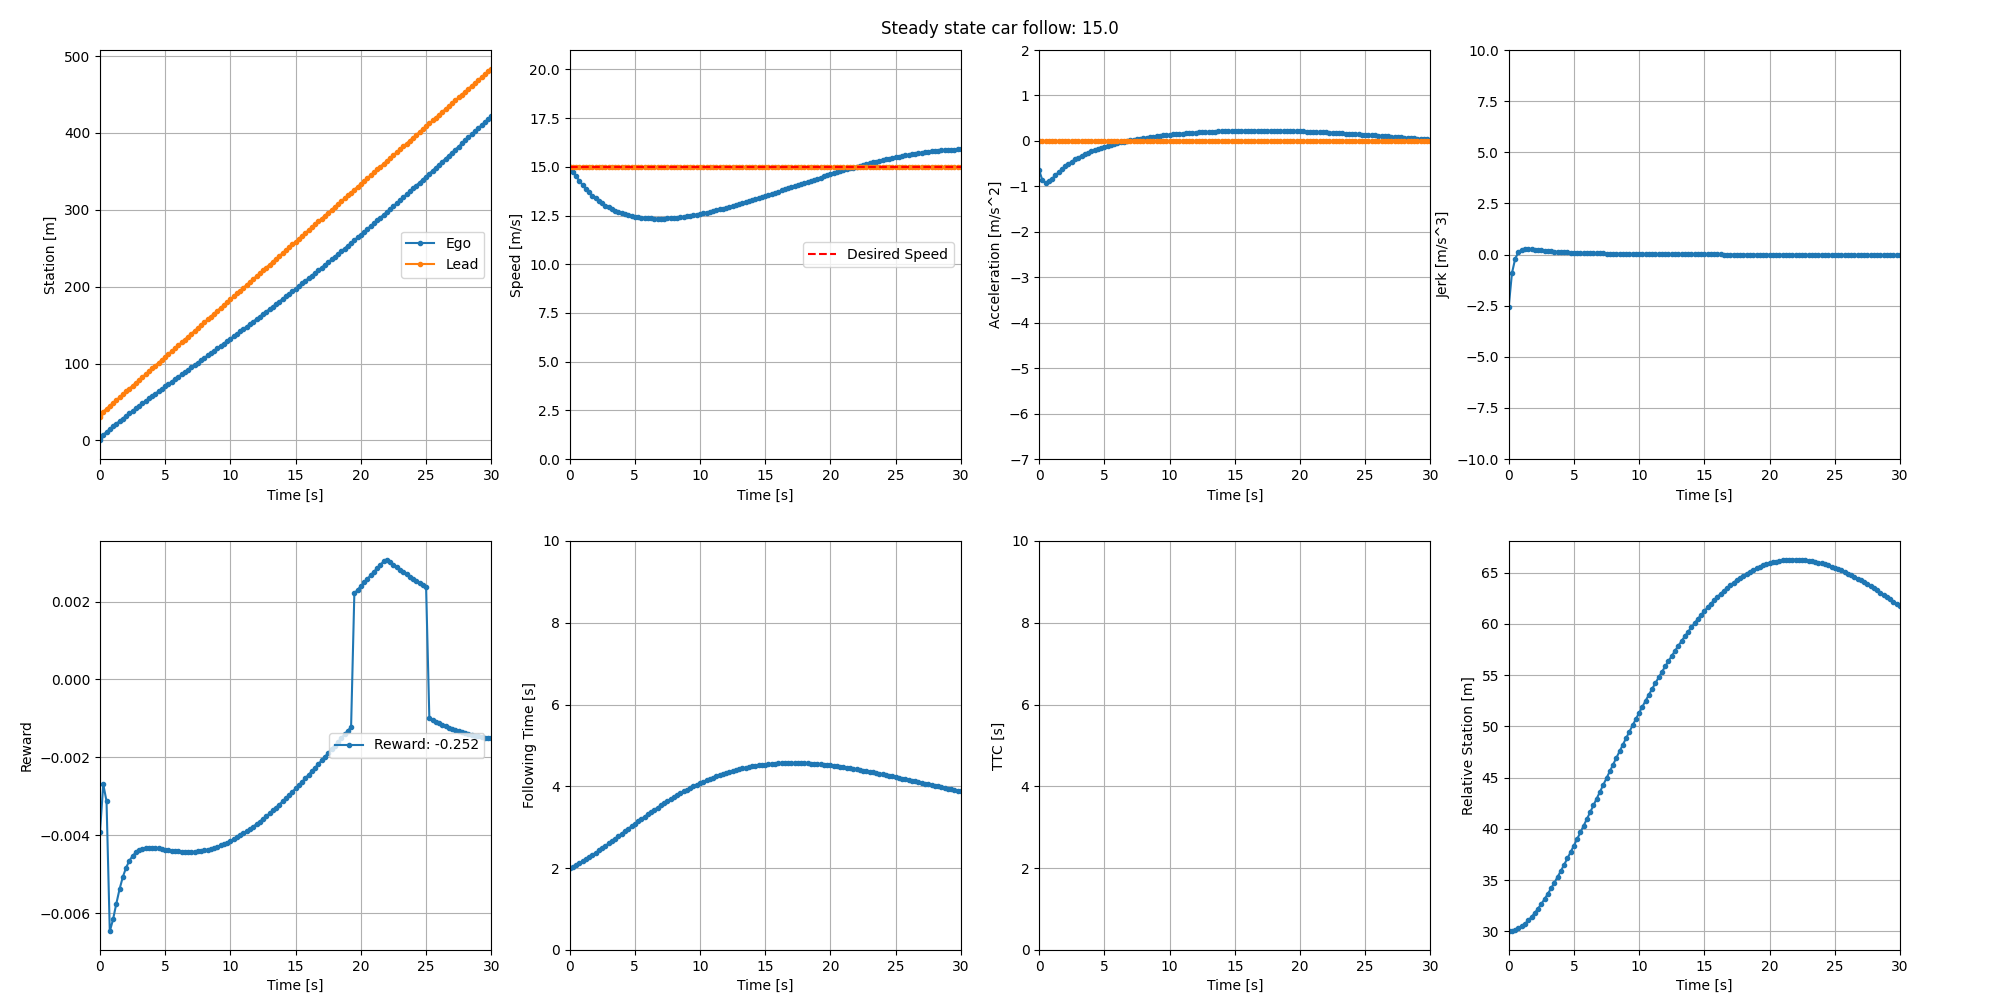 Steady state car follow: 15.0
500
400
300
200
100
0
Station [m]
Ego
Lead
0 5 10 15 20 25 30
Time [s]
20.0
17.5
15.0
12.5
10.0
7.5
5.0
2.5
0.0
Speed [m/s]
Desired Speed
0 5 10 15 20 25 30
Time [s]
2
1
0
−1
−2
−3
−4
−5
−6
−7
Acceleration [m/s^2]
0 5 10 15 20 25 30
Time [s]
10.0
7.5
5.0
2.5
0.0
−2.5
−5.0
−7.5
−10.0
Jerk [m/s^3]
0 5 10 15 20 25 30
Time [s]
0.002
0.000
−0.002
−0.004
−0.006
Reward
Reward: -0.252
0 5 10 15 20 25 30
Time [s]
10
8
6
4
2
0
Following Time [s]
0 5 10 15 20 25 30
Time [s]
10
8
6
4
2
0
TTC [s]
0 5 10 15 20 25 30
Time [s]
65
60
55
50
45
40
35
30
Relative Station [m]
0 5 10 15 20 25 30
Time [s]